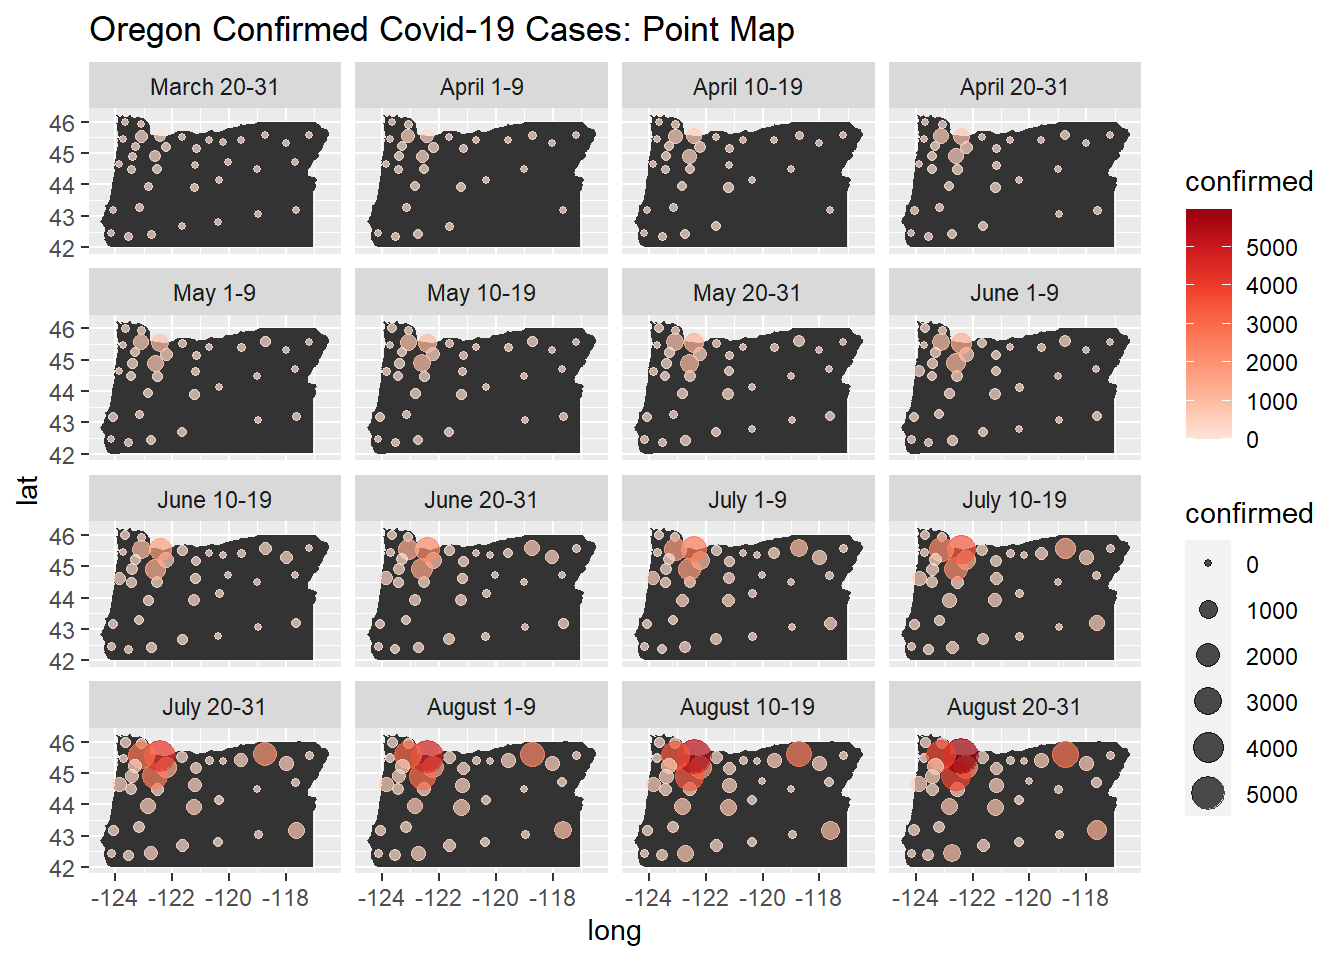 Oregon Confirmed Covid-19 Cases: Point Map
March 20-31
April 1-9
April 10-19
April 20-31
46
45
44
43
42
May 1-9
May 10-19
May 20-31
June 1-9
46
45
44
43
42
June 10-19
June 20-31
July 1-9
July 10-19
46
45
44
43
42
July 20-31
August 1-9
August 10-19
August 20-31
46
45
44
43
42
-124 -122 -120 -118
-124 -122 -120 -118
-124 -122 -120 -118
-124 -122 -120 -118
long
lat
confirmed
5000
4000
3000
2000
1000
0
confirmed
0
1000
2000
3000
4000
5000